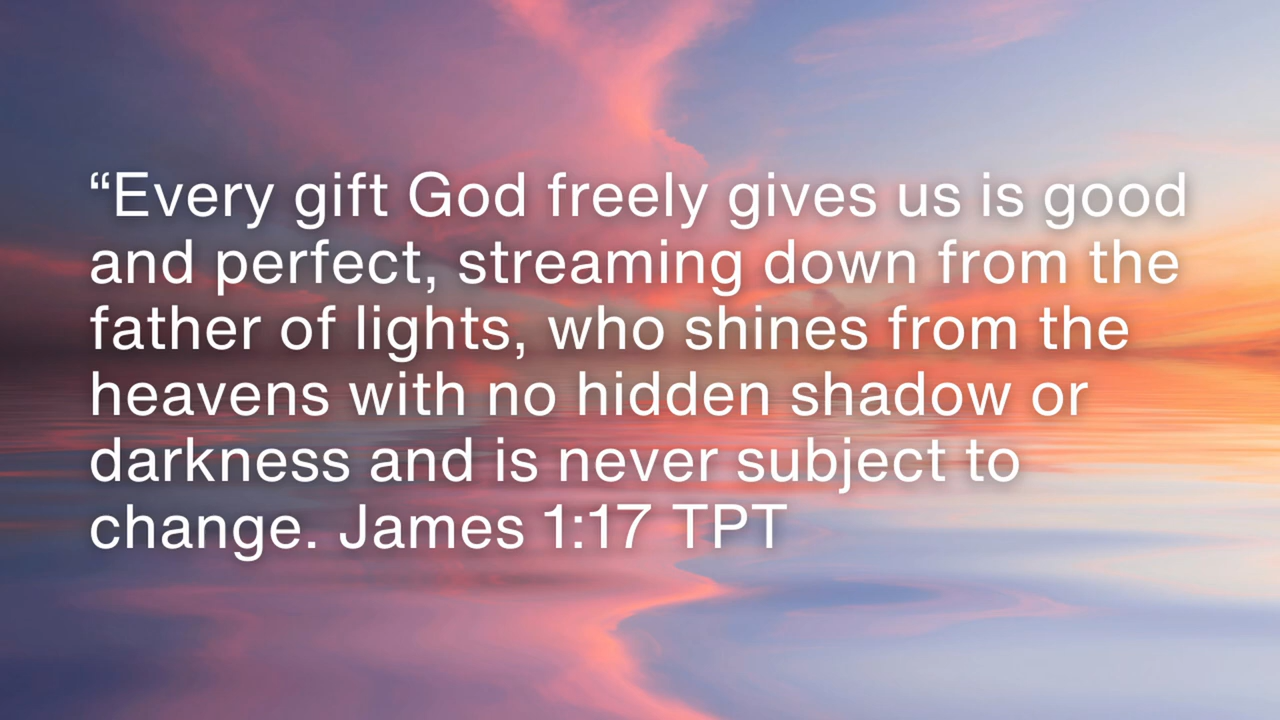 “Every gift God freely gives us is good
and perfect, streaming down from the
father of lights, who shines from the
heavens with no hidden shadow or
darkness and is never subject to
change. James 1:17 TPT